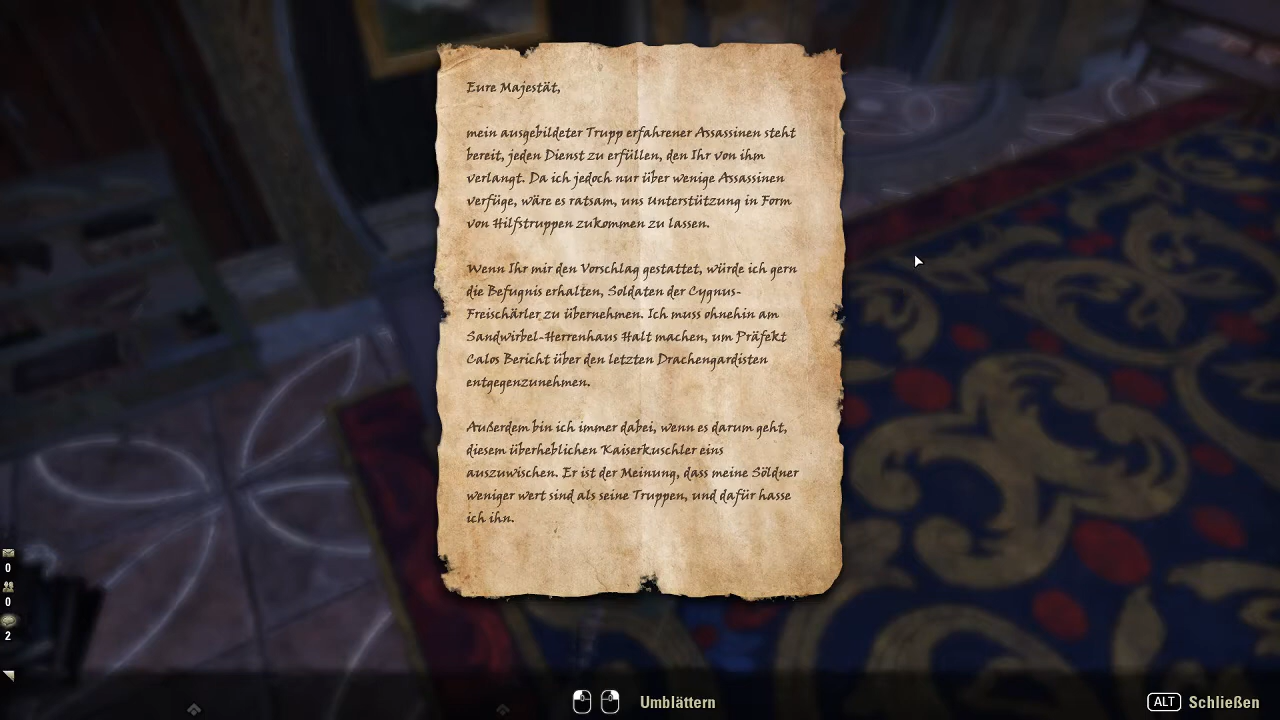 Eure Majestät,
mein ausgebildeter Trupp erfahrener Assassinen steht
bereit, jeden Dienst zu erfüllen, den Ihr von ihm
verlangt. Da ich jedoch nur über wenige Assassinen
verfüge, wäre es ratsam, uns Unterstützung in Form
von Hilfstruppen zukommen zu lassen.
Wenn Ihr mir den Vorschlag gestattet, würde ich gern
die Befugnis erhalten, Soldaten der Cygnus-
Freischärler zu übernehmen. Ich muss ohnehin am
Sandwirbel-Herrenhaus Halt machen, um Präfekt
Calos Bericht über den letzten Drachengardisten
entgegenzunehmen.
Außerdem bin ich immer dabei, wenn es darum geht,
diesem überheblichen Kaiserkuschler eins
auszuwischen. Er ist der Meinung, dass meine Söldner
weniger wert sind als seine Truppen, und dafür hasse
ich ihn.
0
0
2
Umblättern
ALT Schließen